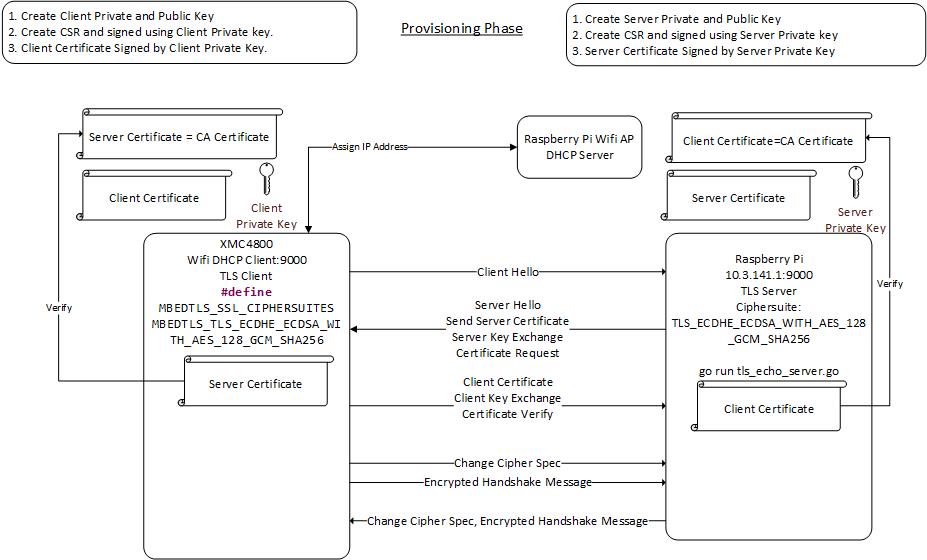 1. Create Client Private and Public Key
2. Create CSR and signed using Client Private key.
3. Client Certificate Signed by Client Private Key.
Provisioning Phase
1. Create Server Private and Public Key
2. Create CSR and signed using Server Private key
3. Server Certificate Signed by Server Private Key
Server Certificate = CA Certificate
Client Certificate
Client
Private Key
Assign IP Address
Raspberry Pi Wifi AP
DHCP Server
Client Certificate=CA Certificate
Server Certificate
Server
Private Key
Verify
XMC4800
Wifi DHCP Client:9000
TLS Client
#define
MBEDTLS_SSL_CIPHERSUITES
MBEDTLS_TLS_ECDHE_ECDSA_WI
TH_AES_128_GCM_SHA256
Server Certificate
Client Hello
Server Hello
Send Server Certificate
Server Key Exchange
Certificate Request
Client Certificate
Client Key Exchange
Certificate Verify
Change Cipher Spec
Encrypted Handshake Message
Change Cipher Spec, Encrypted Handshake Message
Raspberry Pi
10.3.141.1:9000
TLS Server
Ciphersuite:
TLS_ECDHE_ECDSA_WITH_AES_128
_GCM_SHA256
go run tls_echo_server.go
Client Certificate
Verify